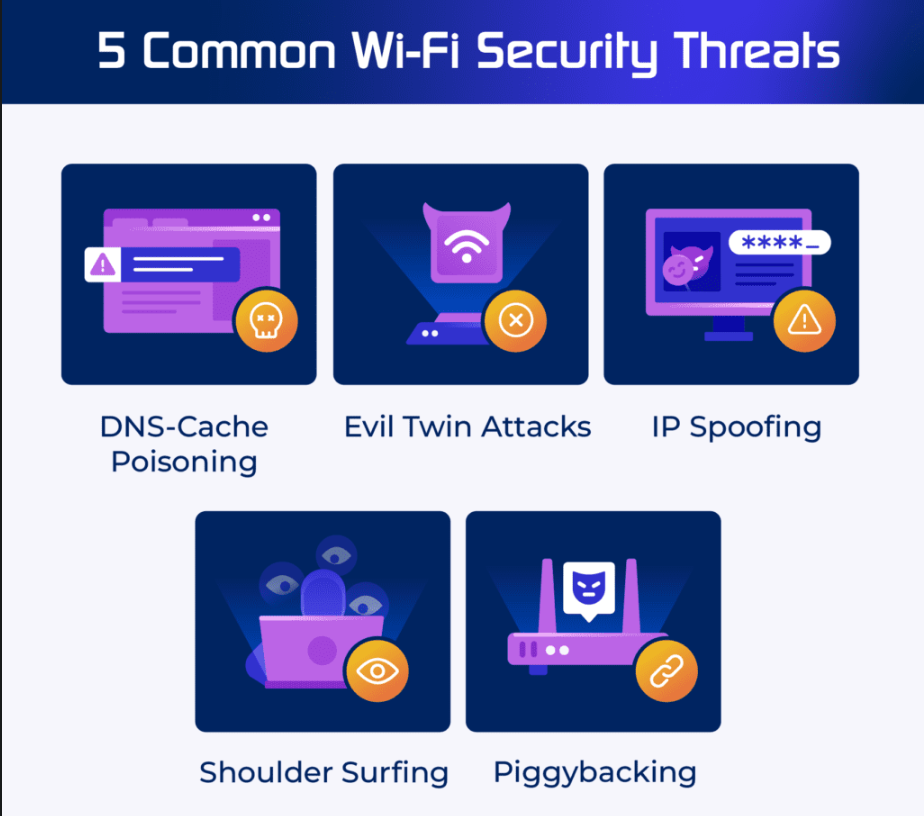 5 Common Wi-Fi Security Threats
****_
DNS-Cache
Poisoning
Evil Twin Attacks
IP Spoofing
Shoulder Surfing
Piggybacking